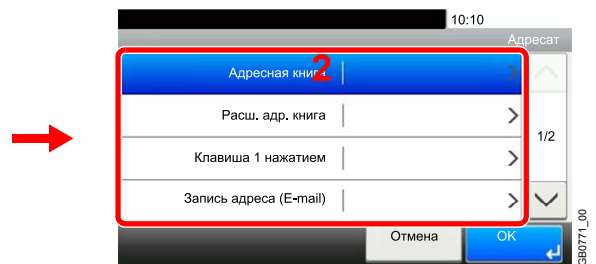 10:10
Адресат
Адресная книга
2
Расш. адр. книга
1/2
Клавиша 1 нажатием
Запись адреса (E-mail)
Отмена
OK
GB0771_00